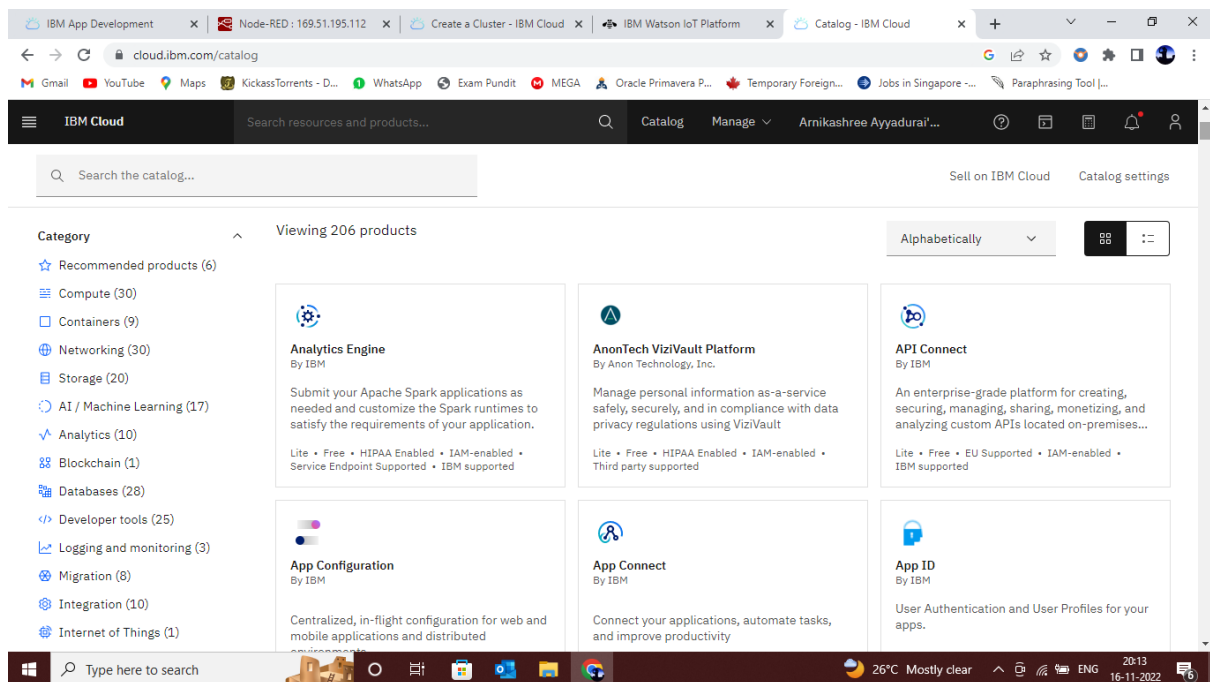 IBM App Development
Node-RED : 169.51.195.112
Create a Cluster - IBM Cloud
IBM Watson IoT Platform
Catalog - IBM Cloud
cloud.ibm.com/catalog
Gmail
YouTube
Maps
KickassTorrents - D...
WhatsApp
Exam Pundit
MEGA
Oracle Primavera P...
Temporary Foreign...
Jobs in Singapore -...
Paraphrasing Tool |...
IBM Cloud
Search resources and products...
Catalog
Manage
Arnikashree Ayyadurai'...
Search the catalog...
Sell on IBM Cloud
Catalog settings
Category
Recommended products (6)
Compute (30)
Containers (9)
Networking (30)
Storage (20)
AI / Machine Learning (17)
Analytics (10)
Blockchain (1)
Databases (28)
Developer tools (25)
Logging and monitoring (3)
Migration (8)
Integration (10)
Internet of Things (1)
Viewing 206 products
Alphabetically
Analytics Engine
By IBM
Submit your Apache Spark applications as
needed and customize the Spark runtimes to
satisfy the requirements of your application.
Lite • Free • HIPAA Enabled • IAM-enabled •
Service Endpoint Supported • IBM supported
AnonTech ViziVault Platform
By Anon Technology, Inc.
Manage personal information as-a-service
safely, securely, and in compliance with data
privacy regulations using ViziVault
Lite • Free • HIPAA Enabled • IAM-enabled •
Third party supported
API Connect
By IBM
An enterprise-grade platform for creating,
securing, managing, sharing, monetizing, and
analyzing custom APIs located on-premises...
Lite • Free • EU Supported • IAM-enabled •
IBM supported
App Configuration
By IBM
Centralized, in-flight configuration for web and
mobile applications and distributed
environments
App Connect
By IBM
Connect your applications, automate tasks,
and improve productivity
App ID
By IBM
User Authentication and User Profiles for your
apps.
Type here to search
26°C Mostly clear
ENG
20:13
16-11-2022
6